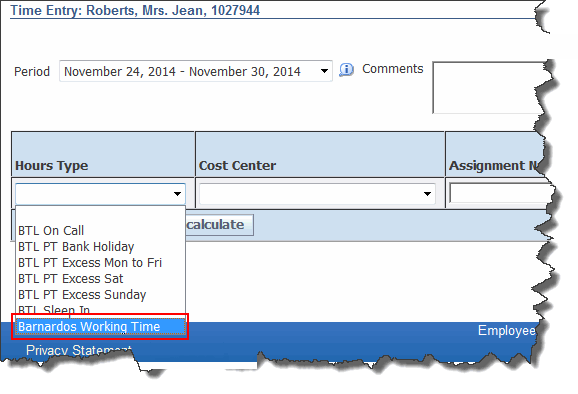 Time Entry: Roberts, Mrs. Jean, 1027944
Period November 24, 2014 - November 30, 2014 Comments
Hours Type Cost Center Assignment
calculate
BTL On Call
BTL PT Bank Holiday
BTL PT Excess Mon to Fri
BTL PT Excess Sat
BTL PT Excess Sunday
BTL Sleep In
Barnardos Working Time
Employee
Privacy Statement